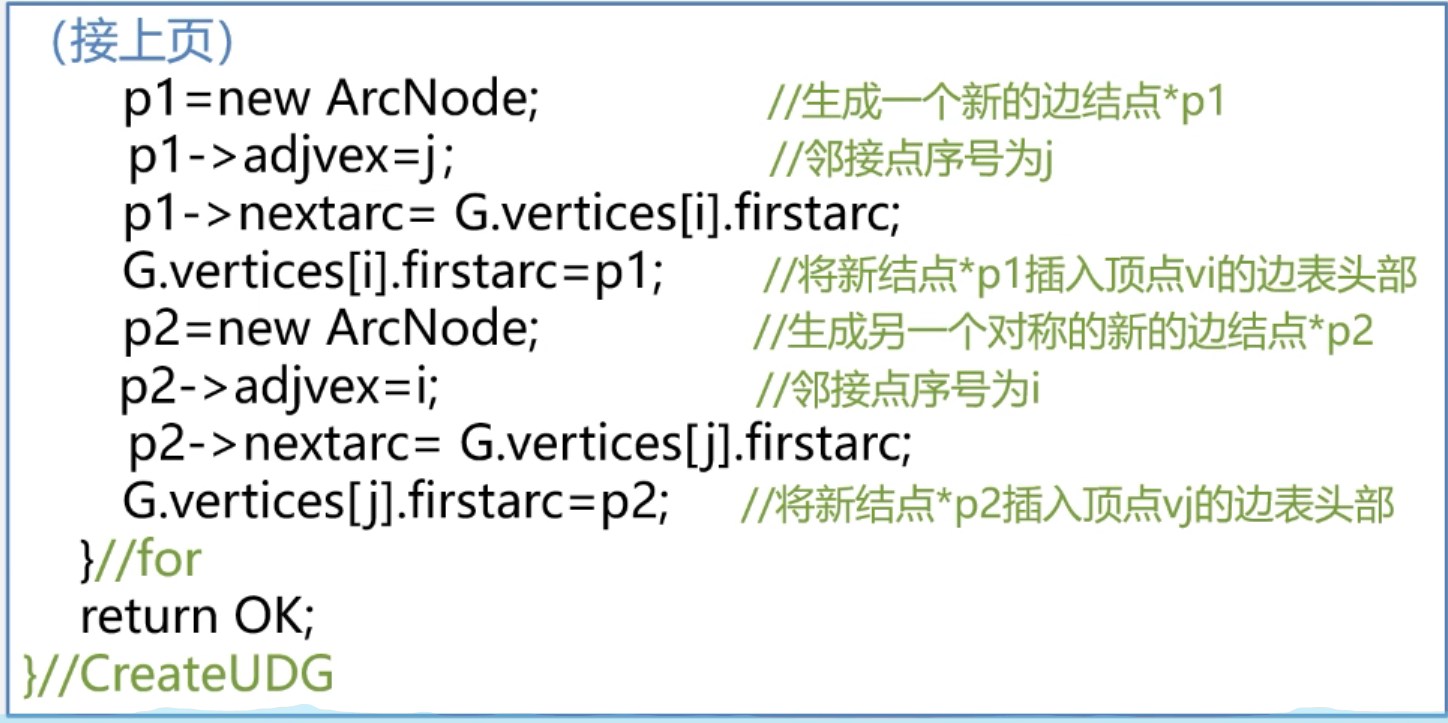 (接上页)
p1=new ArcNode; //生成一个新的边结点*p1
p1->adjvex=j; //邻接点序号为j
p1->nextarc= G.vertices[i].firstarc;
G.vertices[i].firstarc=p1; //将新结点*p1插入顶点vi的边表头部
p2=new ArcNode; //生成另一个对称的新的边结点*p2
p2->adjvex=i; //邻接点序号为i
p2->nextarc= G.vertices[j].firstarc;
G.vertices[j].firstarc=p2; //将新结点*p2插入顶点vj的边表头部
}//for
return OK;
}//CreateUDG